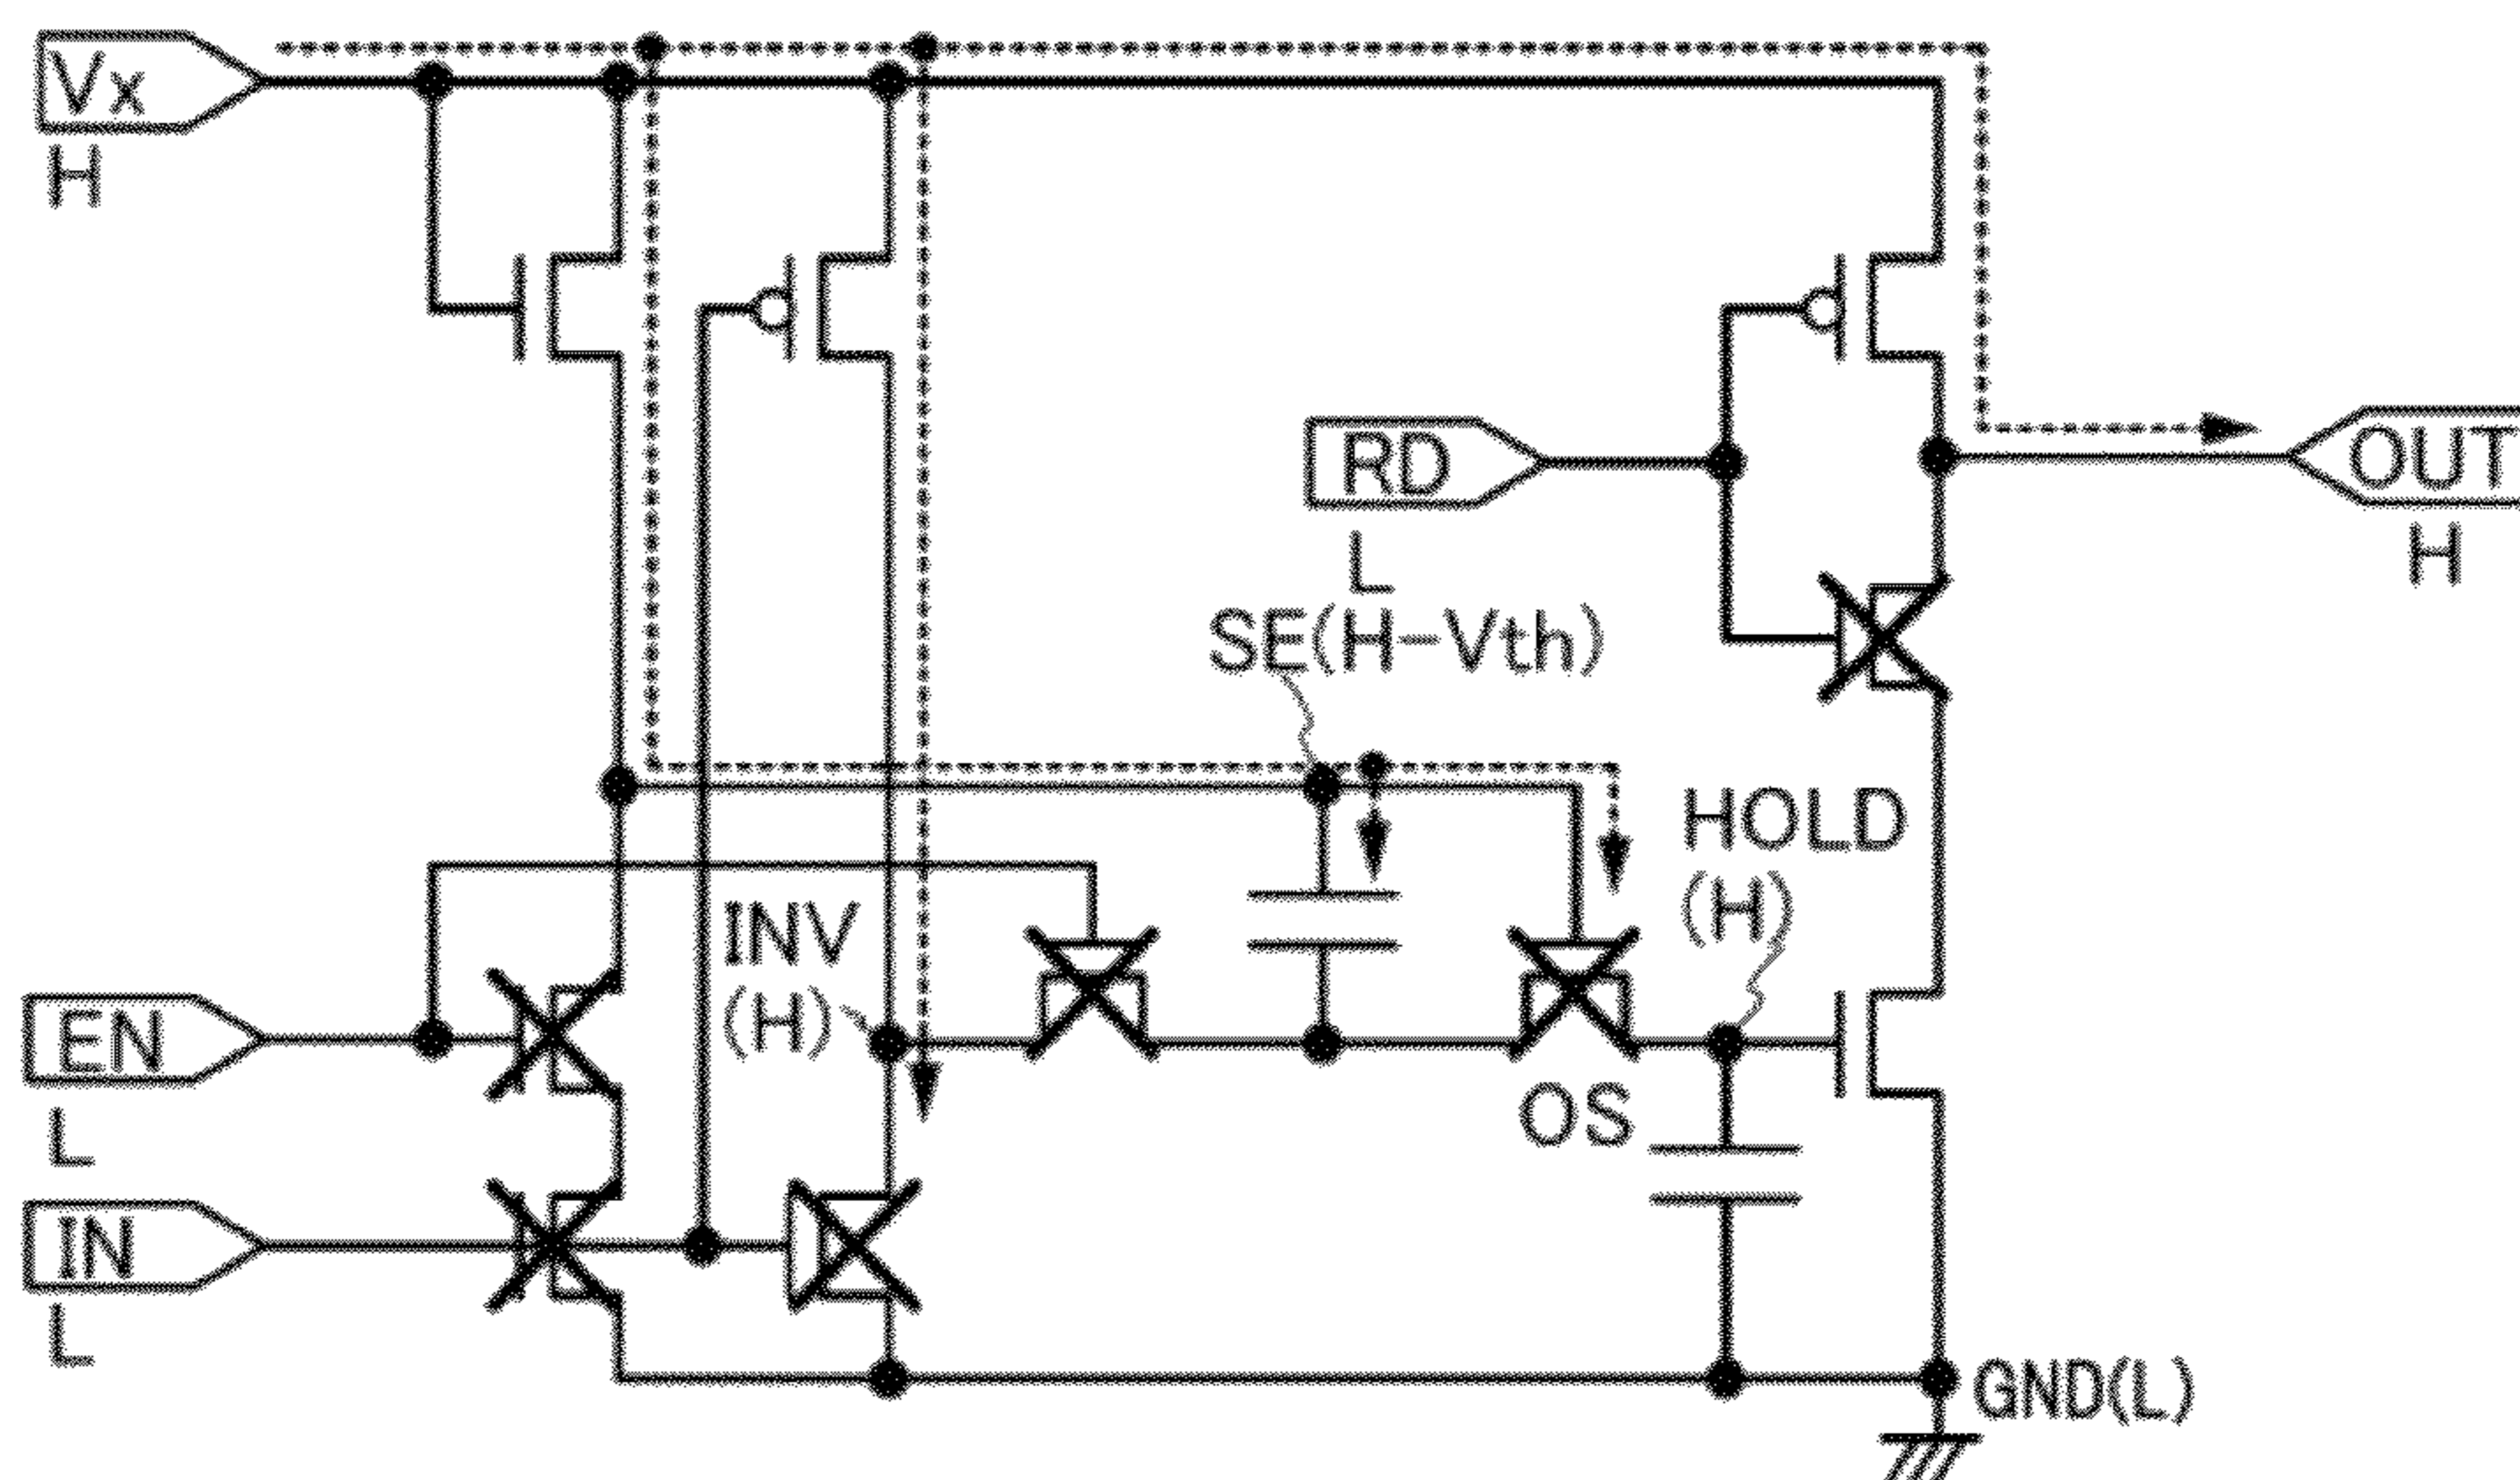 Vx
H
RD
L
OUT
H
SE(H-Vth)
HOLD
(H)
INV
(H)
EN
L
OS
IN
L
GND(L)